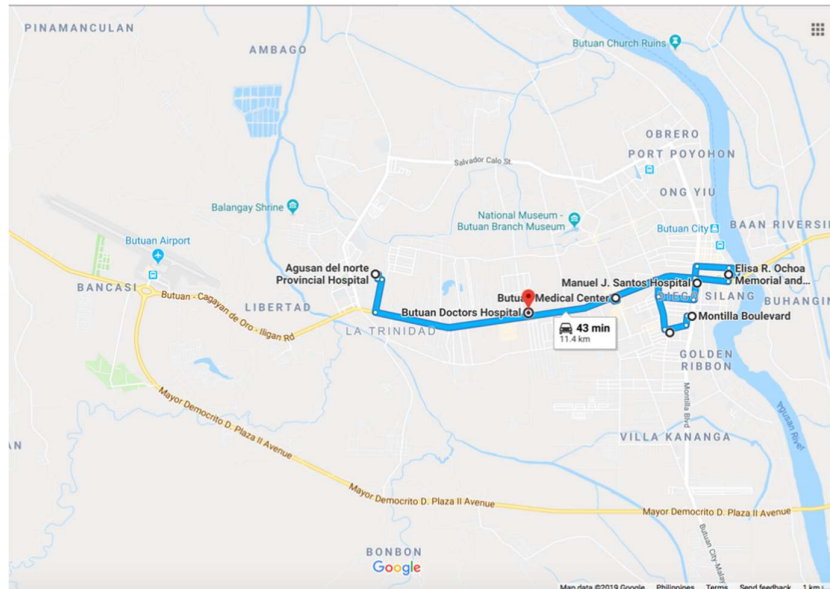 PINAMANCULAN
AMBAGO
Butuan Church Ruins
OBRERO
PORT POYOHON
Salvador Calo St.
ONG YIU
Balangay Shrine
National Museum -
Butuan Branch Museum
Butuan City
BAAN RIVERSI
Butuan Airport
Agusan del norte
Provincial Hospital
Elisa R. Ochoa
Memorial and...
Manuel J. Santos Hospital
BANCASI
Butuan - Cagayan de Oro - Iligan Rd
Medical Center
SILANG
BUHANGIN
LIBERTAD
Butuan Doctors Hospital
Montilla Boulevard
LA TRINIDAD
43 min
11.4 km
GOLDEN
RIBBON
Mayor Democrito D. Plaza II Avenue
Montilla Blvd
Agusan River
VILLA KANANGA
Mayor Democrito D. Plaza II Avenue
Mayor Democrito D. Plaza II Avenue
BONBON
Google
Map data ©2019 Google Philippines Terms Send feedback 1 km